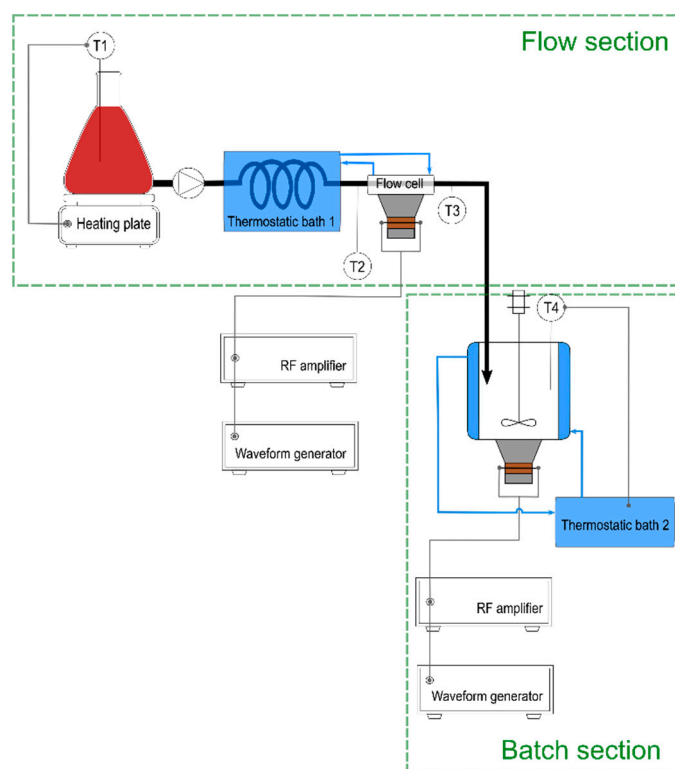 Flow section
T1
Flow cell
Thermostatic bath 1
Heating plate
T2
T3
T4
RF amplifier
Waveform generator
Thermostatic bath 2
RF amplifier
Waveform generator
Batch section